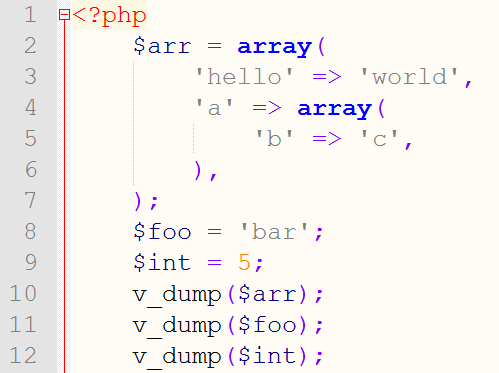 1 <?php
2     $arr = array(
3         'hello' => 'world',
4         'a' => array(
5             'b' => 'c',
6         ),
7     );
8     $foo = 'bar';
9     $int = 5;
10     v_dump($arr);
11     v_dump($foo);
12     v_dump($int);